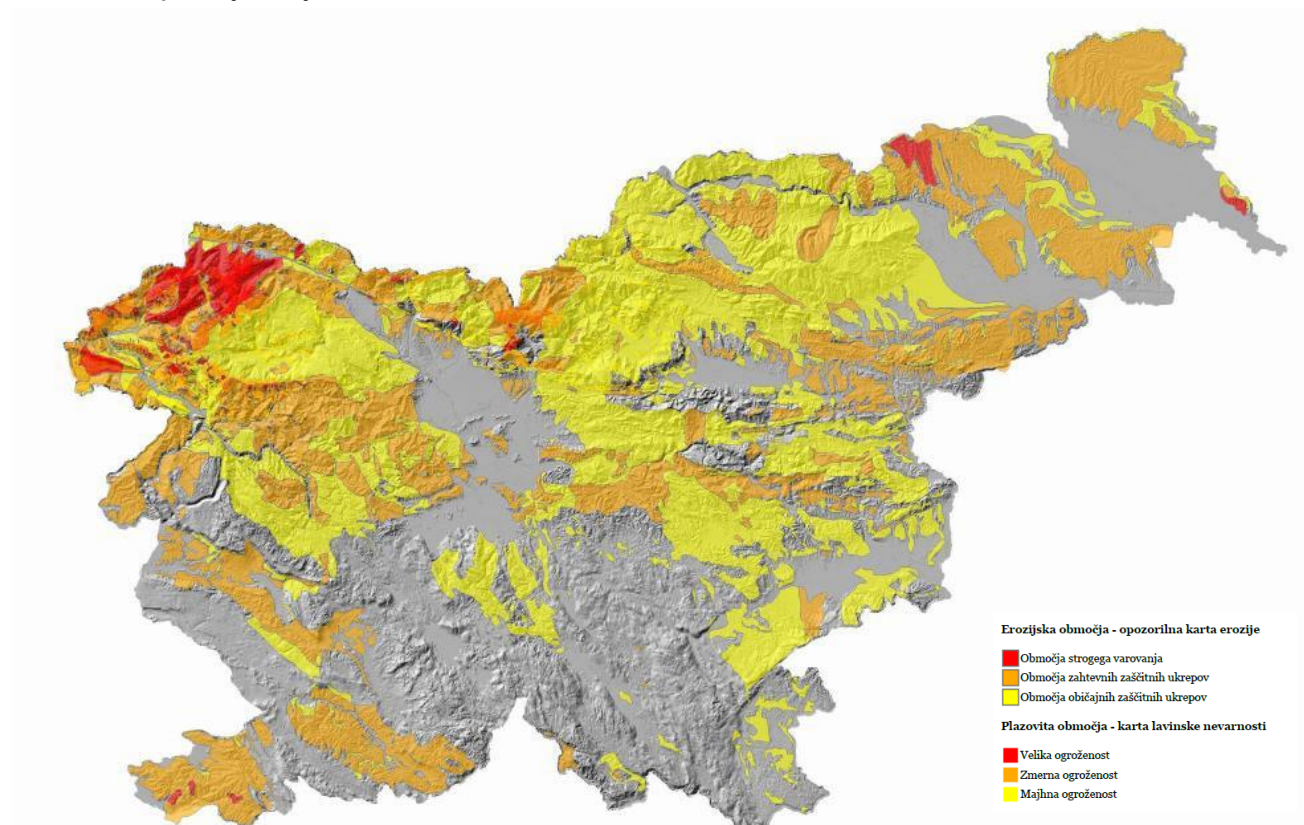 Erozijska območja - opozorilna karta erozije
Območja strogega varovanja
Območja zahtevnih zaščitnih ukrepov
Območja običajnih zaščitnih ukrepov
Plazovita območja - karta lavinske nevarnosti
Velika ogroženost
Zmerna ogroženost
Majhna ogroženost